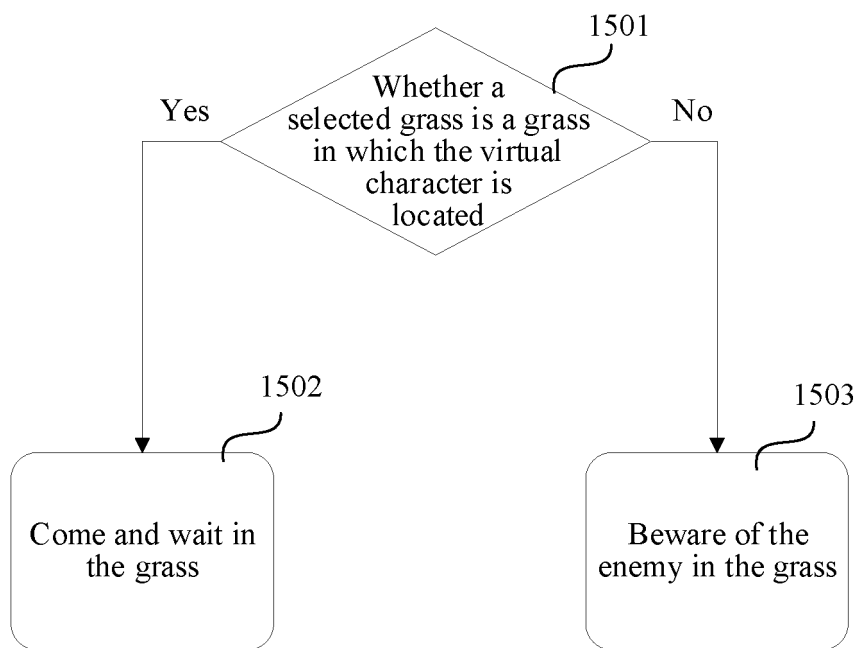 1501
Whether a
selected grass is a grass
in which the virtual
character is
located
Yes
No
1502
1503
Come and wait in
the grass
Beware of the
enemy in the grass